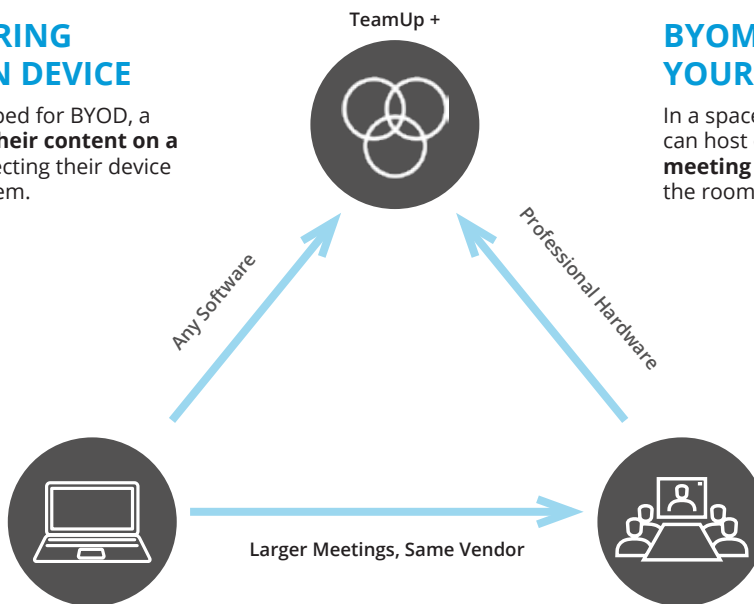 TeamUp +
RING
N DEVICE
ped for BYOD, a
heir content on a
ecting their device
em.
BYOM
YOUR
In a space
can host
meeting
the room
Any Software
Professional Hardware
Larger Meetings, Same Vendor